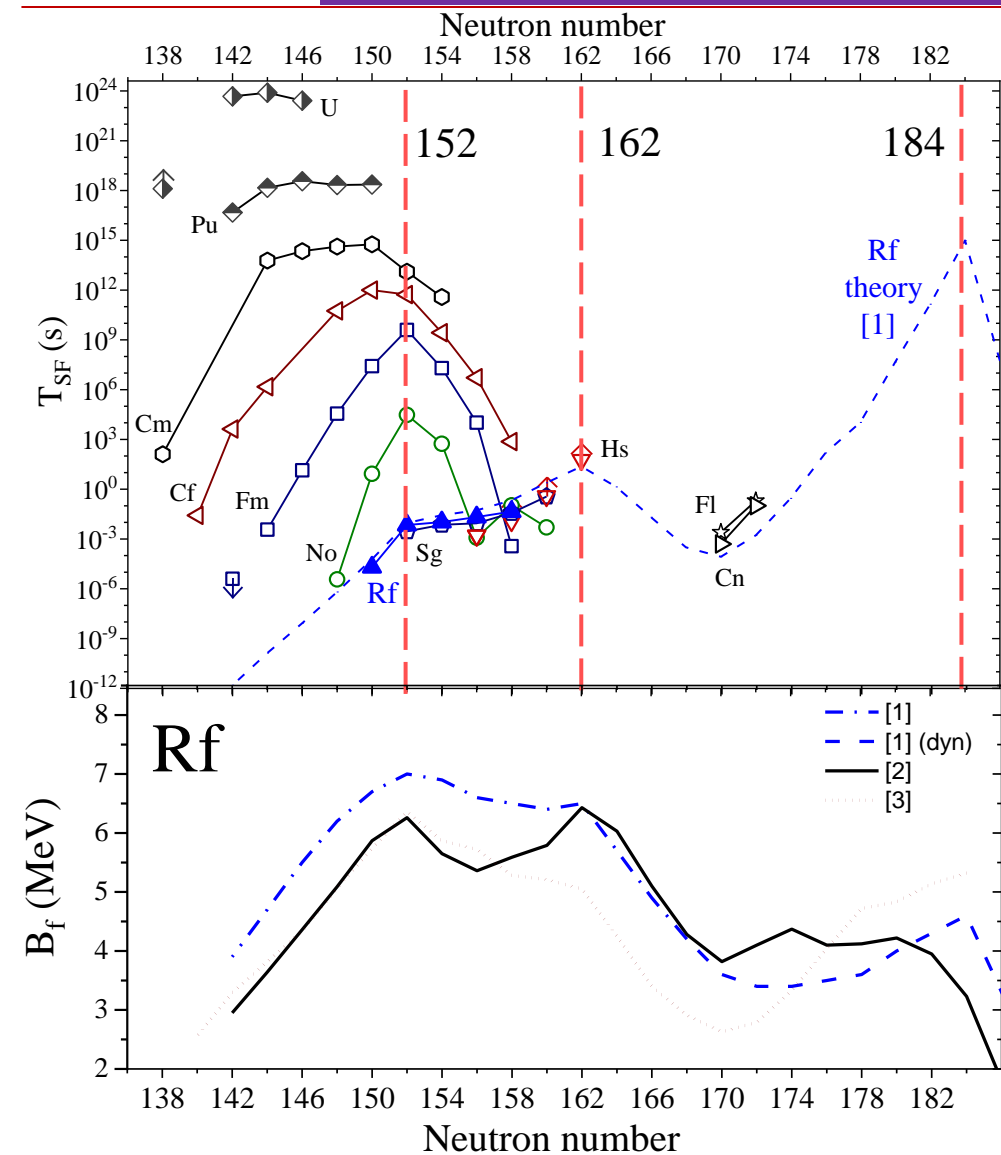 Neutron number
138 142 146 150 154 158 162 166 170 174 178 182
10^24
10^21
10^18
10^15
10^12
10^9
10^6
10^3
10^0
10^-3
10^-6
10^-9
10^-12
T_SF (s)
152
162
184
U
Pu
Cm
Cf
Fm
No
Rf
Sg
Hs
Fl
Cn
Rf
theory
[1]
Rf
[1]
[1] (dyn)
[2]
[3]
8
7
6
5
4
3
2
B_f (MeV)
138 142 146 150 154 158 162 166 170 174 178 182
Neutron number